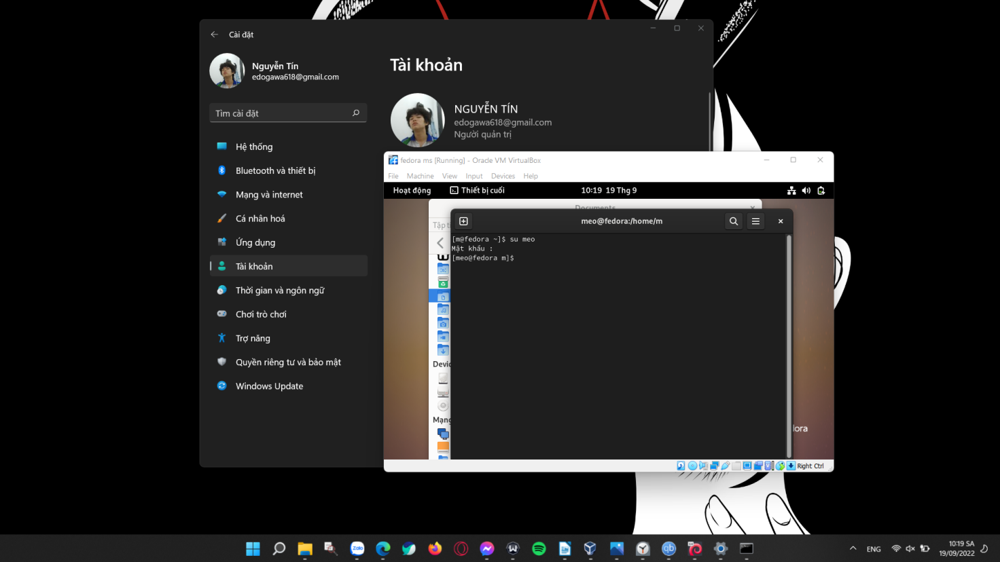 Cài đặt
Nguyễn Tín
edogawa618@gmail.com
Tìm cài đặt
Hệ thống
Bluetooth và thiết bị
Mạng và internet
Cá nhân hoá
Ứng dụng
Tài khoản
Thời gian và ngôn ngữ
Chơi trò chơi
Trợ năng
Quyền riêng tư và bảo mật
Windows Update
Tài khoản
NGUYỄN TÍN
edogawa618@gmail.com
Người quản trị
fedora ms [Running] - Oracle VM VirtualBox
File Machine View Input Devices Help
Hoạt động Thiết bị cuối 10:19 19 Thg 9
Documents
Tập t
meo@fedora:/home/m
[m@fedora ~]$ su meo
Mật khẩu :
[meo@fedora m]$
Devic
Mạng
dora
Right Ctrl
Zalo
qb
ENG
10:19 SA
19/09/2022